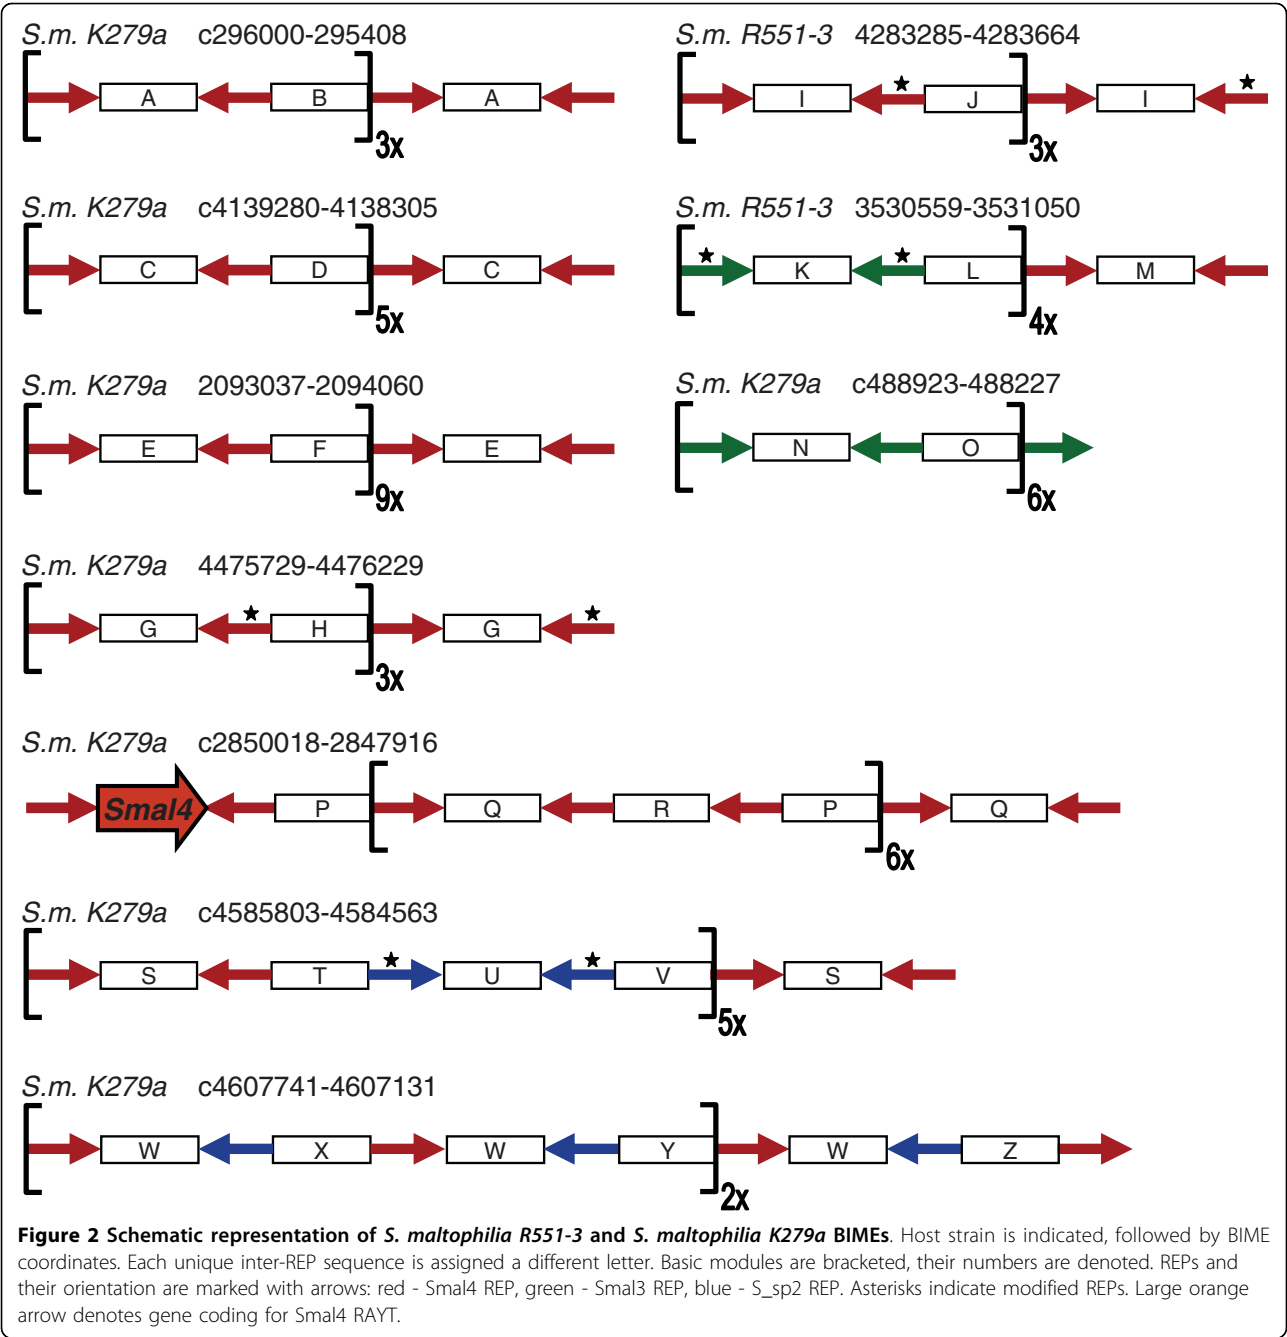 S.m. K279a c296000-295408
A B A
3x
S.m. R551-3 4283285-4283664
★ ★
I J I
3x
S.m. K279a c4139280-4138305
C D C
5x
S.m. R551-3 3530559-3531050
★ ★
K L M
4x
S.m. K279a 2093037-2094060
E F E
9x
S.m. K279a c488923-488227
N O
6x
S.m. K279a 4475729-4476229
★ ★
G H G
3x
S.m. K279a c2850018-2847916
Smal4 P Q R P Q
6x
S.m. K279a c4585803-4584563
★ ★
S T U V S
5x
S.m. K279a c4607741-4607131
W X W Y W Z
2x
Figure 2 Schematic representation of S. maltophilia R551-3 and S. maltophilia K279a BIMEs. Host strain is indicated, followed by BIME
coordinates. Each unique inter-REP sequence is assigned a different letter. Basic modules are bracketed, their numbers are denoted. REPs and
their orientation are marked with arrows: red - Smal4 REP, green - Smal3 REP, blue - S_sp2 REP. Asterisks indicate modified REPs. Large orange
arrow denotes gene coding for Smal4 RAYT.